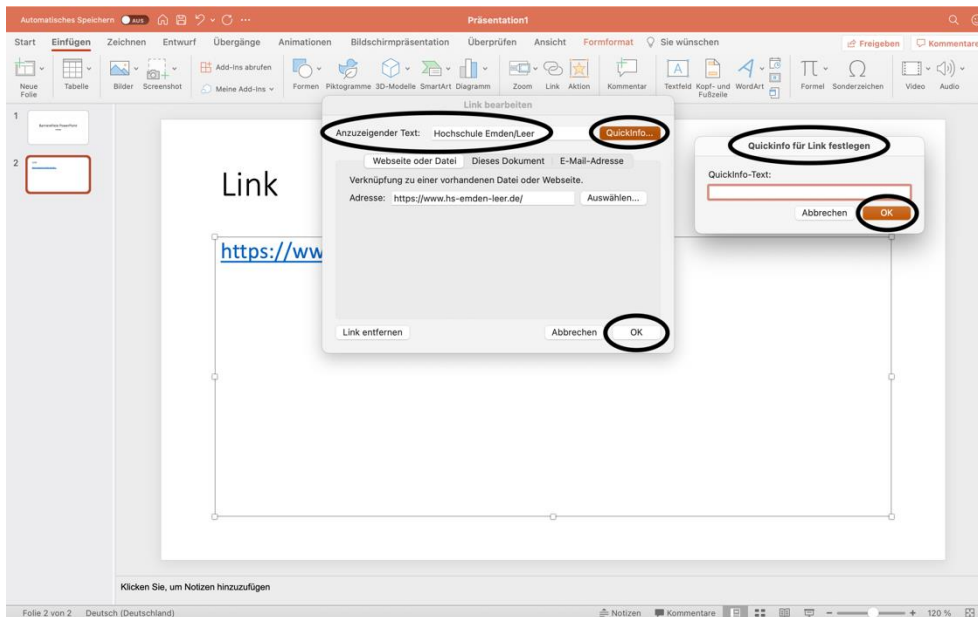 Automatisches Speichern AUS
Präsentation1
Start Einfügen Zeichnen Entwurf Übergänge Animationen Bildschirmpräsentation Überprüfen Ansicht Formformat Sie wünschen Freigeben Kommentare
Neue Folie
Tabelle
Bilder
Screenshot
Add-Ins abrufen
Meine Add-Ins
Formen
Piktogramme
3D-Modelle
SmartArt
Diagramm
Zoom
Link
Aktion
Kommentar
Textfeld
Kopf- und Fußzeile
WordArt
Formel
Sonderzeichen
Video
Audio
Link bearbeiten
Anzuzeigender Text: Hochschule Emden/Leer QuickInfo...
Webseite oder Datei Dieses Dokument E-Mail-Adresse
Verknüpfung zu einer vorhandenen Datei oder Webseite.
Adresse: https://www.hs-emden-leer.de/ Auswählen...
Link entfernen Abbrechen OK
Quickinfo für Link festlegen
QuickInfo-Text:
Abbrechen OK
1
2
Link
https://ww
Klicken Sie, um Notizen hinzuzufügen
Folie 2 von 2 Deutsch (Deutschland) Notizen Kommentare 120 %